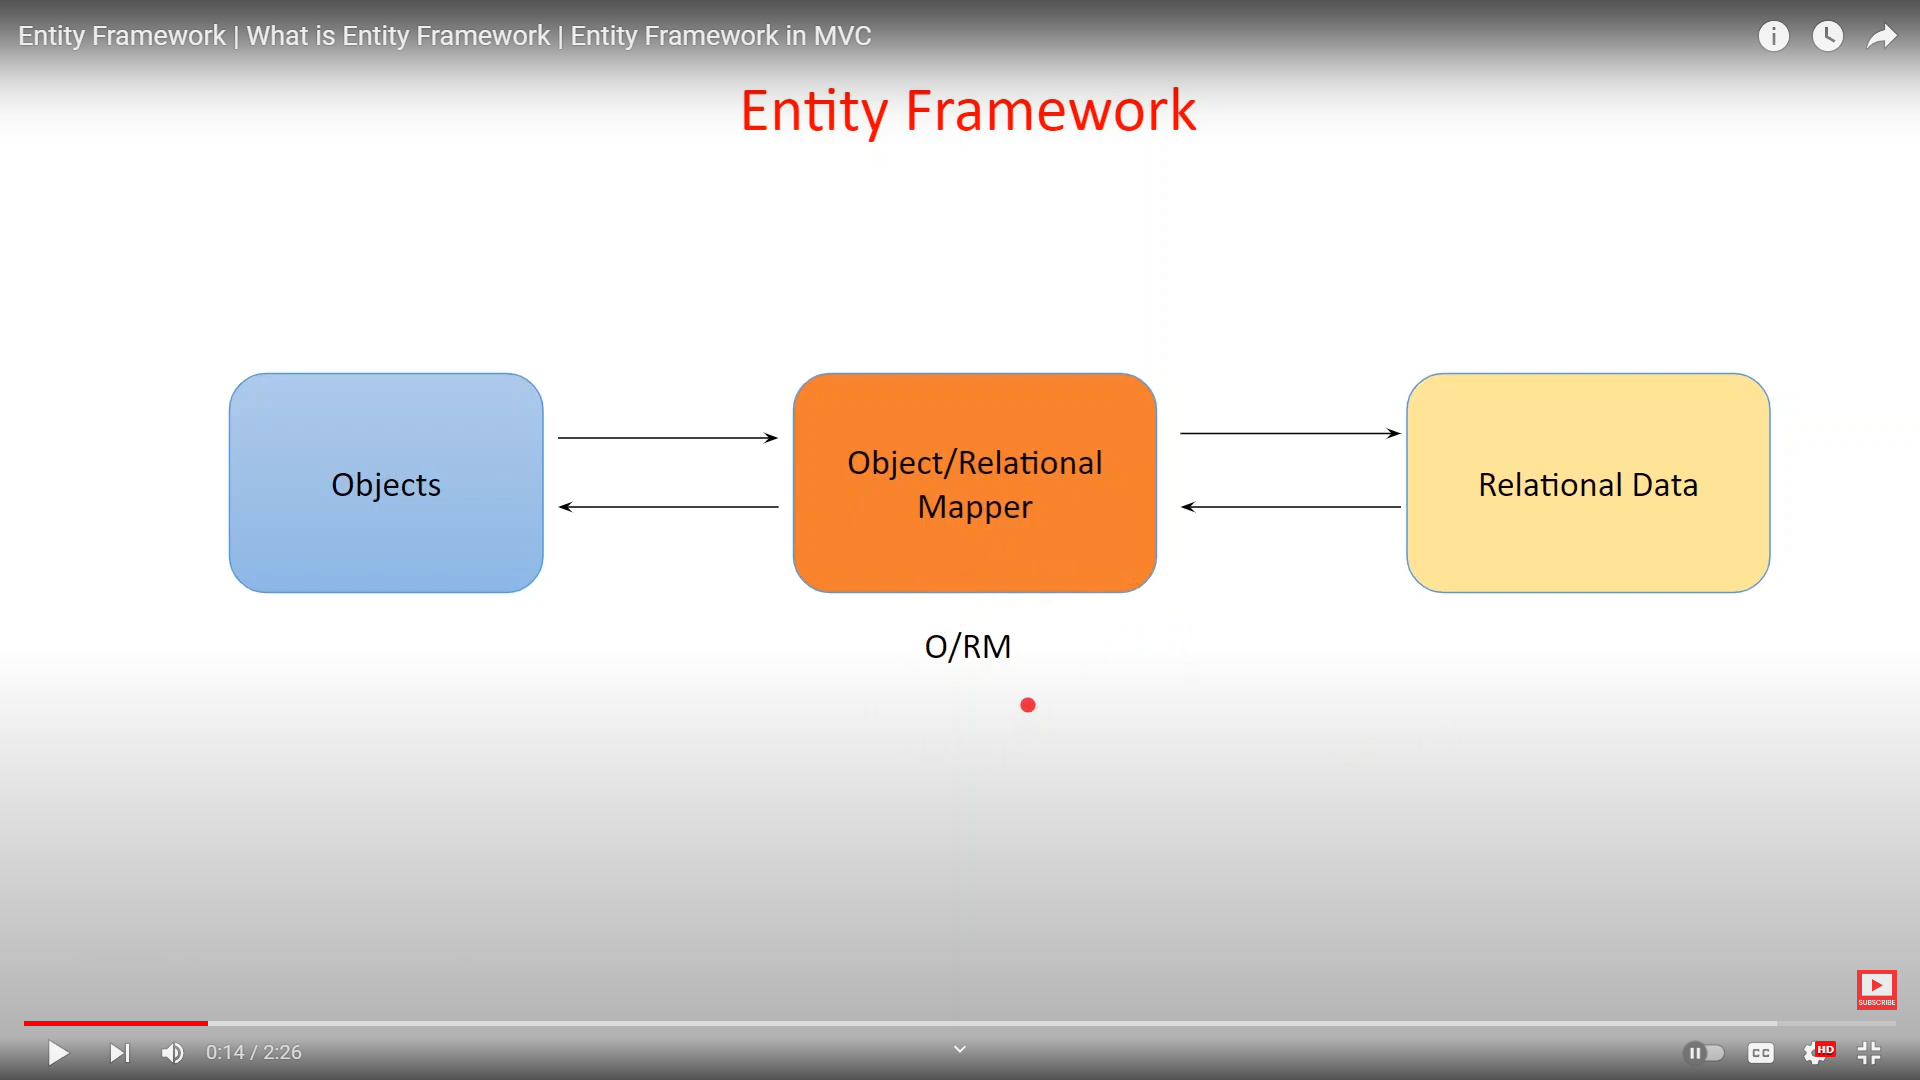 Entity Framework | What is Entity Framework | Entity Framework in MVC
Entity Framework
Objects
Object/Relational
Mapper
Relational Data
O/RM
SUBSCRIBE
0:14 / 2:26
CC
HD